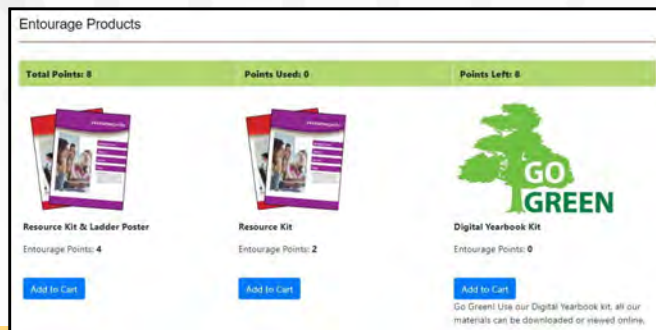 Entourage Products
Total Points: 8
Points Used: 0
Points Left: 8
GO
GREEN
Resource Kit & Ladder Poster
Resource Kit
Digital Yearbook Kit
Entourage Points: 4
Entourage Points: 2
Entourage Points: 0
Add to Cart
Add to Cart
Add to Cart
Go Green! Use our Digital Yearbook kit, all our
materials can be downloaded or viewed online.